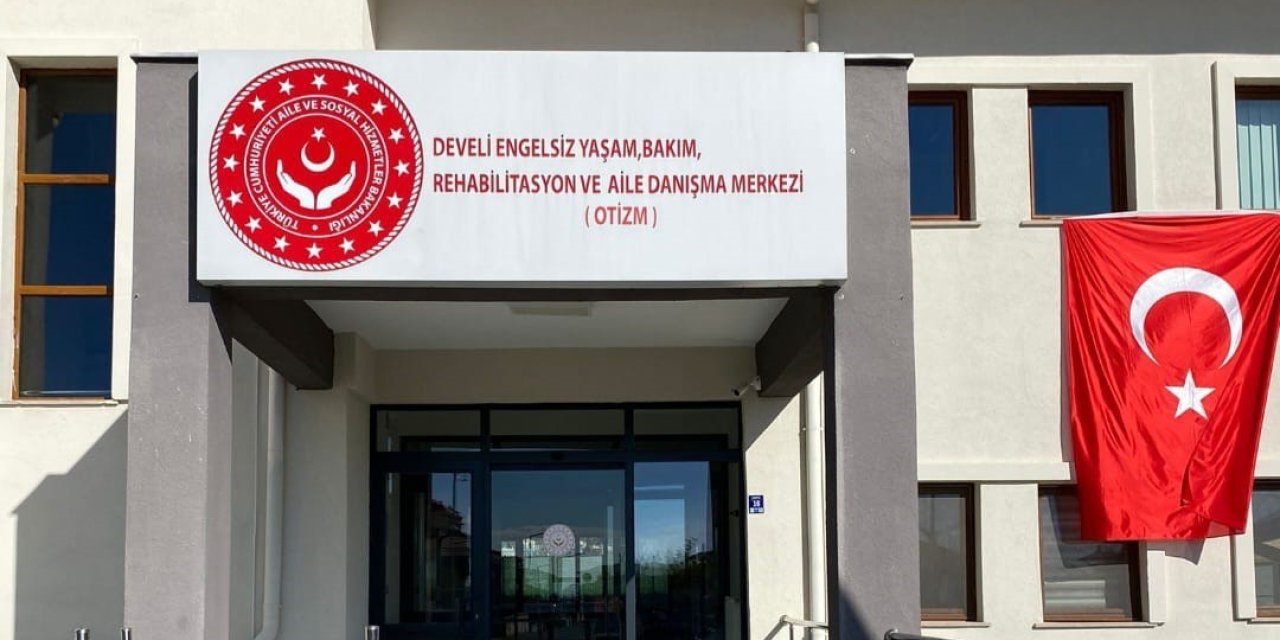 TÜRKİYE CUMHURİYETİ AİLE VE SOSYAL HİZMETLER BAKANLIĞI
DEVELİ ENGELSİZ YAŞAM,BAKIM,
REHABİLİTASYON VE AİLE DANIŞMA MERKEZİ
( OTİZM )